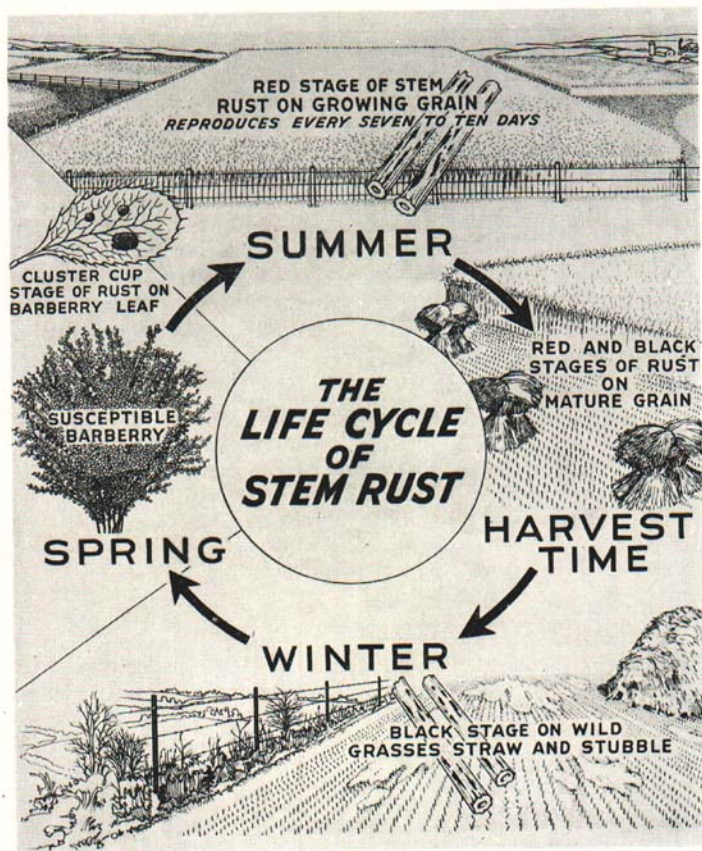 RED STAGE OF STEM
RUST ON GROWING GRAIN
REPRODUCES EVERY SEVEN TO TEN DAYS
SUMMER
CLUSTER CUP
STAGE OF RUST ON
BARBERRY LEAF
RED AND BLACK
STAGES OF RUST
ON
MATURE GRAIN
THE
LIFE CYCLE
OF
STEM RUST
SUSCEPTIBLE
BARBERRY
SPRING
HARVEST
TIME
WINTER
BLACK STAGE ON WILD
GRASSES STRAW AND STUBBLE